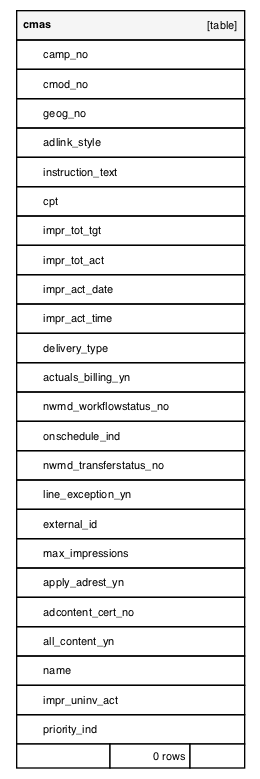 cmas [table]
camp_no
cmod_no
geog_no
adlink_style
instruction_text
cpt
impr_tot_tgt
impr_tot_act
impr_act_date
impr_act_time
delivery_type
actuals_billing_yn
nwmd_workflowstatus_no
onschedule_ind
nwmd_transferstatus_no
line_exception_yn
external_id
max_impressions
apply_adrest_yn
adcontent_cert_no
all_content_yn
name
impr_uninv_act
priority_ind
0 rows